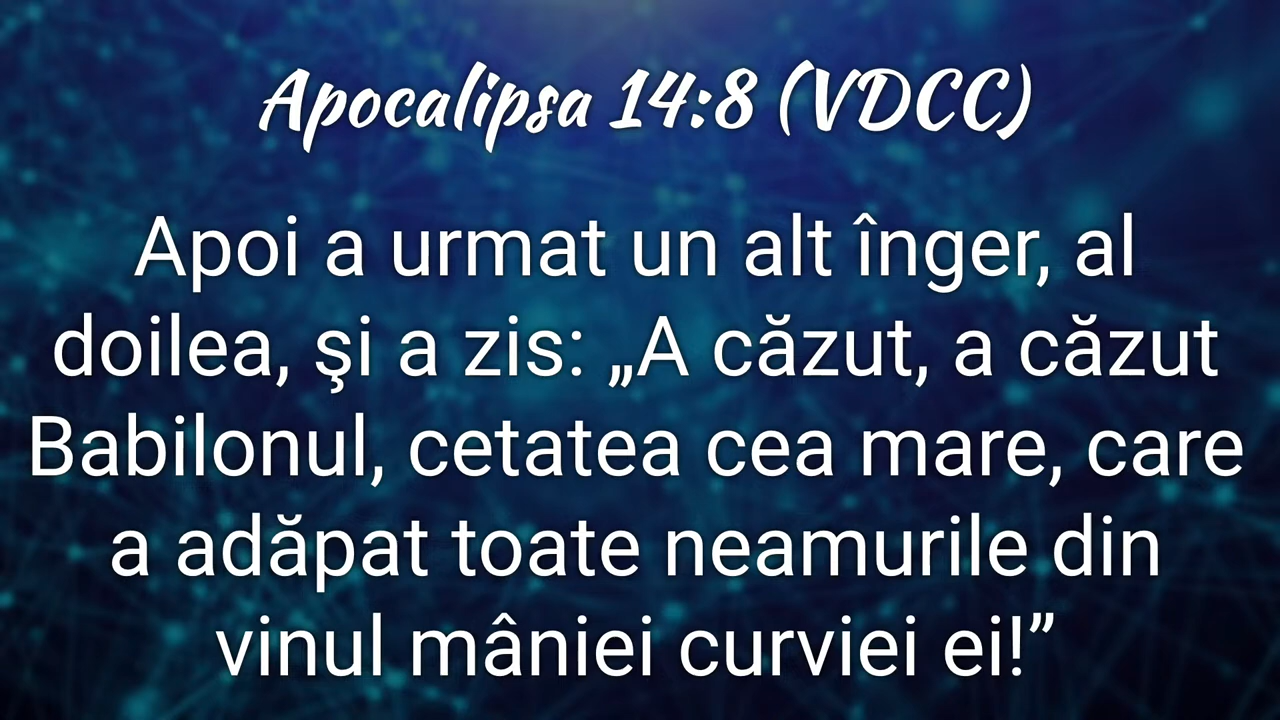 Apocalipsa 14:8 (VDCC)
Apoi a urmat un alt înger, al
doilea, şi a zis: „A căzut, a căzut
Babilonul, cetatea cea mare, care
a adăpat toate neamurile din
vinul mâniei curviei ei!”